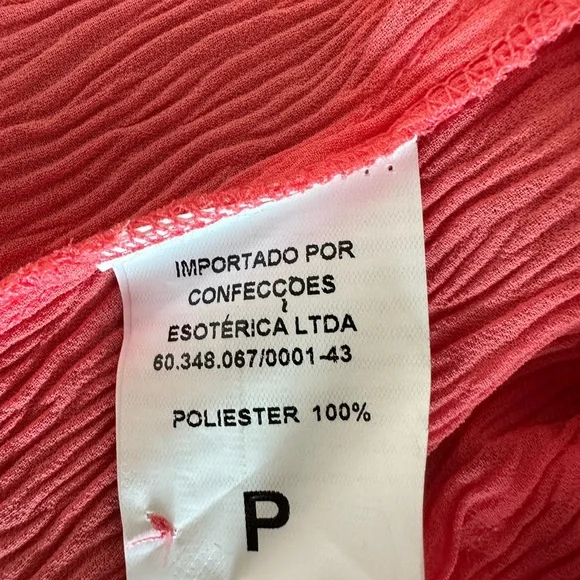 IMPORTADO POR
CONFECÇOES
~
ESOTÉRICA LTDA
60.348.067/0001-43
POLIESTER 100%
P